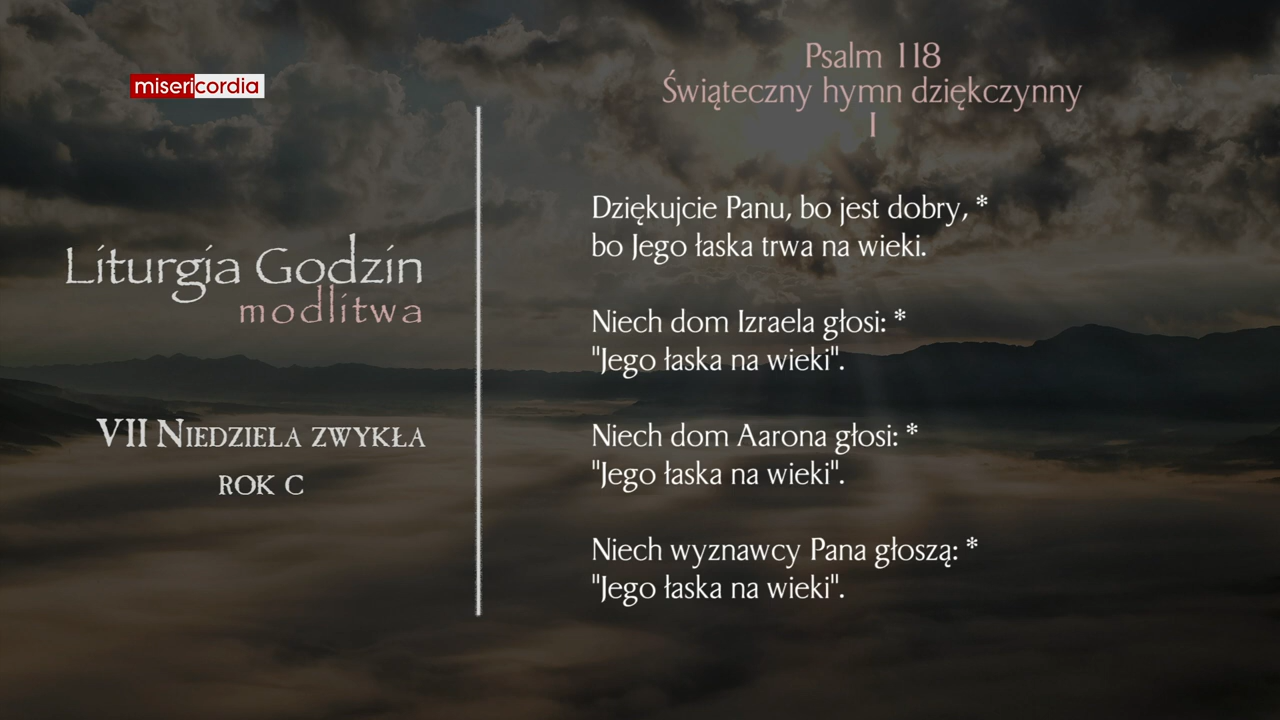 misericordia
Liturgia Godzin
modlitwa
VII Niedziela zwykła
rok C
Psalm 118
Świąteczny hymn dziękczynny
I
Dziękujcie Panu, bo jest dobry, *
bo Jego łaska trwa na wieki.
Niech dom Izraela głosi: *
"Jego łaska na wieki".
Niech dom Aarona głosi: *
"Jego łaska na wieki".
Niech wyznawcy Pana głoszą: *
"Jego łaska na wieki".